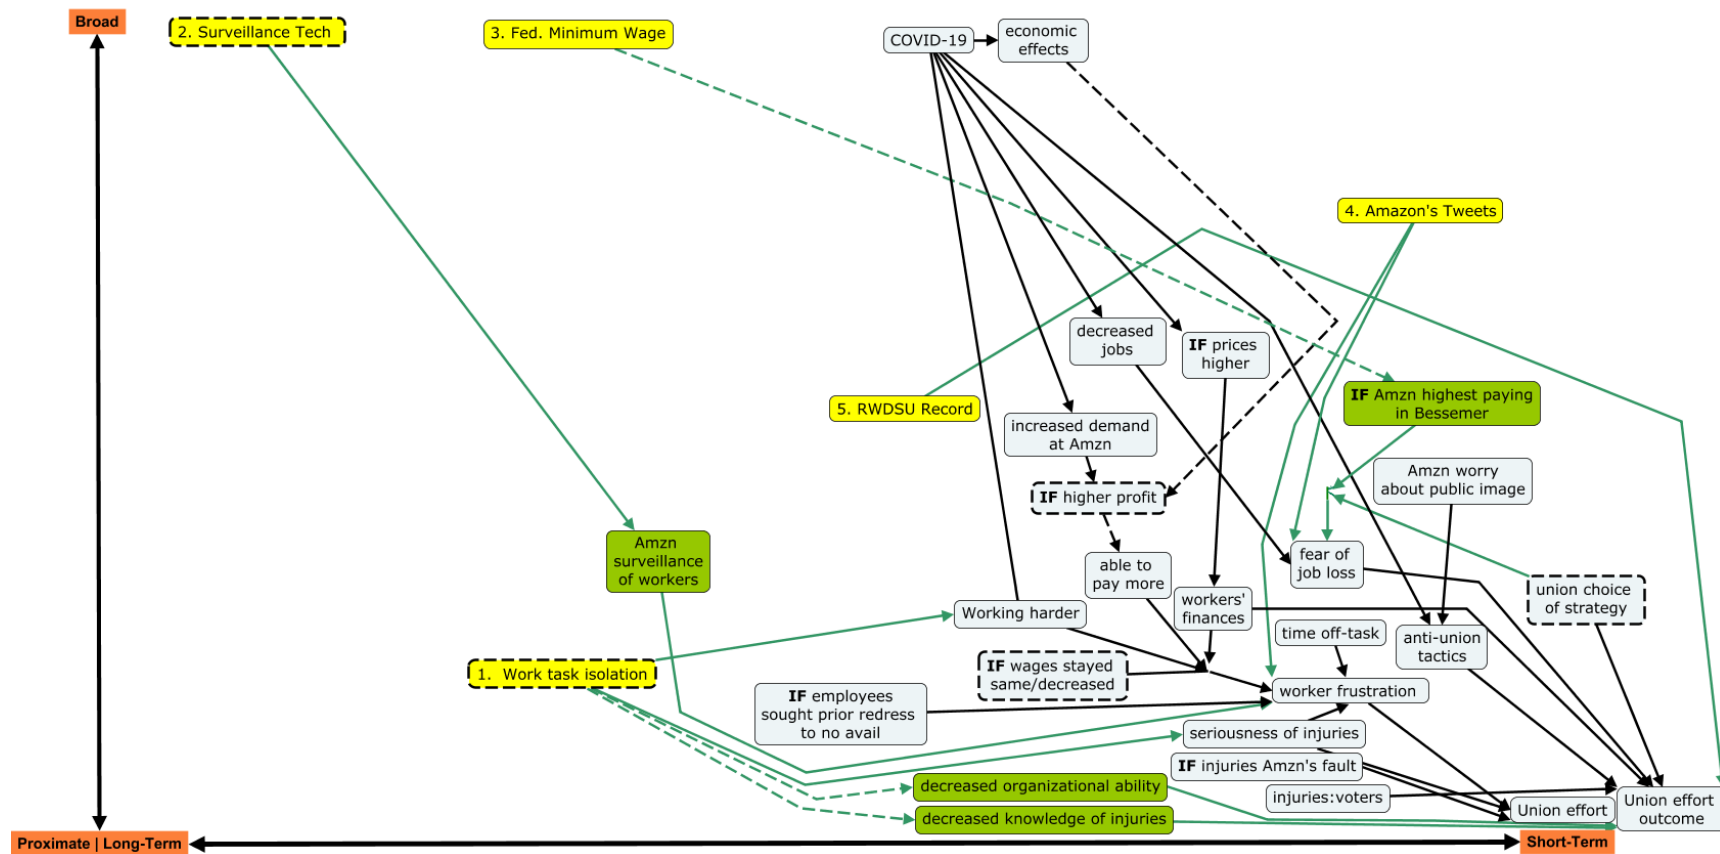 Broad
2. Surveillance Tech
3. Fed. Minimum Wage
COVID-19
economic
effects
4. Amazon's Tweets
decreased
jobs
IF prices
higher
5. RWDSU Record
IF Amzn highest paying
in Bessemer
increased demand
at Amzn
Amzn worry
about public image
IF higher profit
Amzn
surveillance
of workers
fear of
job loss
able to
pay more
union choice
of strategy
Working harder
workers'
finances
time off-task
anti-union
tactics
1. Work task isolation
IF wages stayed
same/decreased
worker frustration
IF employees
sought prior redress
to no avail
seriousness of injuries
IF injuries Amzn's fault
decreased organizational ability
injuries:voters
Union effort
Union effort
outcome
decreased knowledge of injuries
Proximate | Long-Term
Short-Term